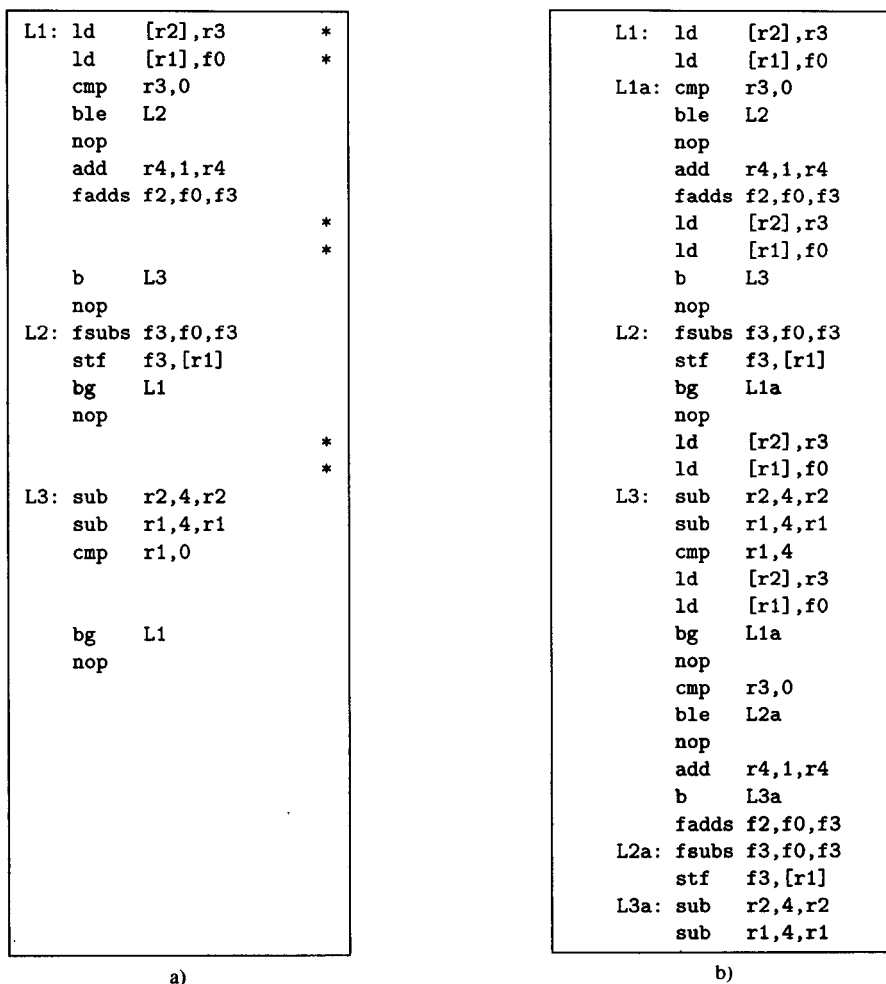 L1: ld [r2],r3 *
ld [r1],f0 *
cmp r3,0
ble L2
nop
add r4,1,r4
fadds f2,f0,f3
*
*
b L3
nop
L2: fsubs f3,f0,f3
stf f3,[r1]
bg L1
nop
*
*
L3: sub r2,4,r2
sub r1,4,r1
cmp r1,0
bg L1
nop
a)
L1: ld [r2],r3
ld [r1],f0
L1a: cmp r3,0
ble L2
nop
add r4,1,r4
fadds f2,f0,f3
ld [r2],r3
ld [r1],f0
b L3
nop
L2: fsubs f3,f0,f3
stf f3,[r1]
bg L1a
nop
ld [r2],r3
ld [r1],f0
L3: sub r2,4,r2
sub r1,4,r1
cmp r1,4
ld [r2],r3
ld [r1],f0
bg L1a
nop
cmp r3,0
ble L2a
nop
add r4,1,r4
b L3a
fadds f2,f0,f3
L2a: fsubs f3,f0,f3
stf f3,[r1]
L3a: sub r2,4,r2
sub r1,4,r1
b)